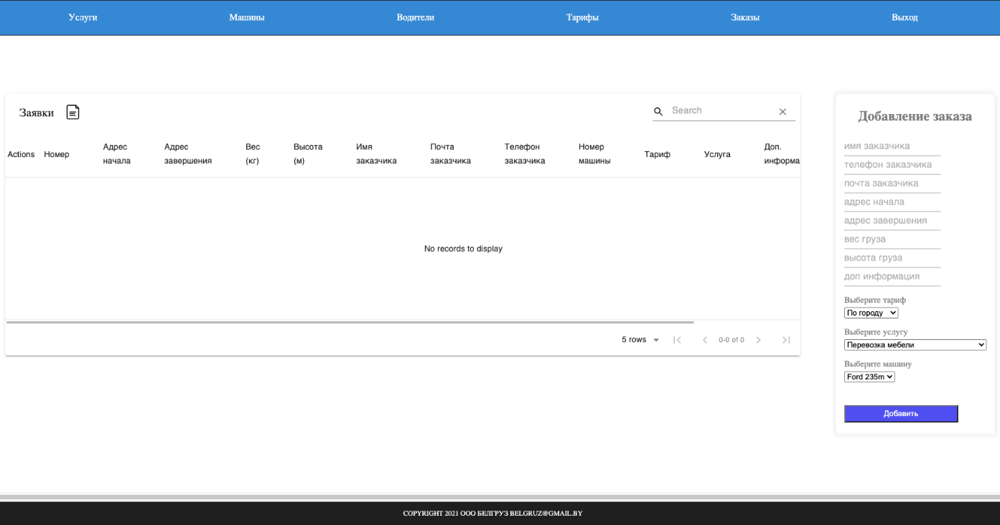 Услуги Машины Водители Тарифы Заказы Выход
Заявки
Search
Actions Номер Адрес начала Адрес завершения Вес (кг) Высота (м) Имя заказчика Почта заказчика Телефон заказчика Номер машины Тариф Услуга Доп. информа
No records to display
5 rows 0-0 of 0
Добавление заказа
имя заказчика
телефон заказчика
почта заказчика
адрес начала
адрес завершения
вес груза
высота груза
доп информация
Выберите тариф
По городу
Выберите услугу
Перевозка мебели
Выберите машину
Ford 235m
Добавить
COPYRIGHT 2021 ООО БЕЛГРУЗ BELGRUZ@GMAIL.BY